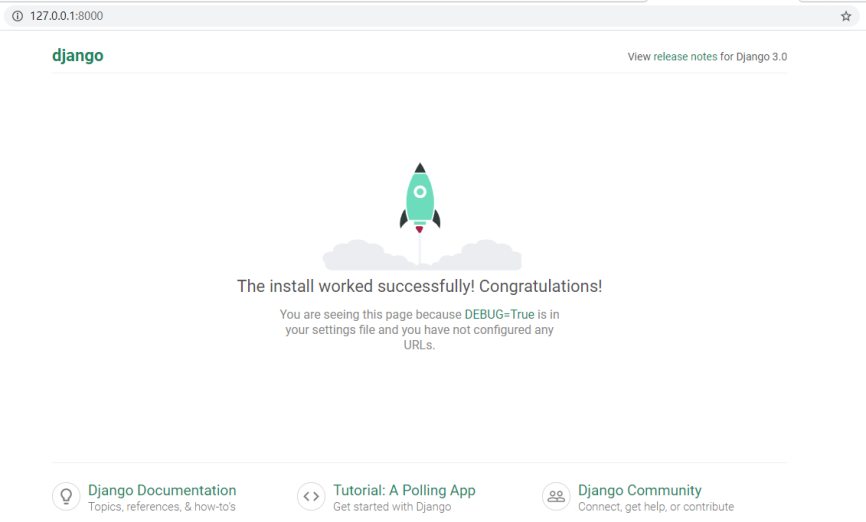 127.0.0.1:8000
django
View release notes for Django 3.0
The install worked successfully! Congratulations!
You are seeing this page because DEBUG=True is in
your settings file and you have not configured any
URLs.
Django Documentation
Topics, references, & how-to's
Tutorial: A Polling App
Get started with Django
Django Community
Connect, get help, or contribute